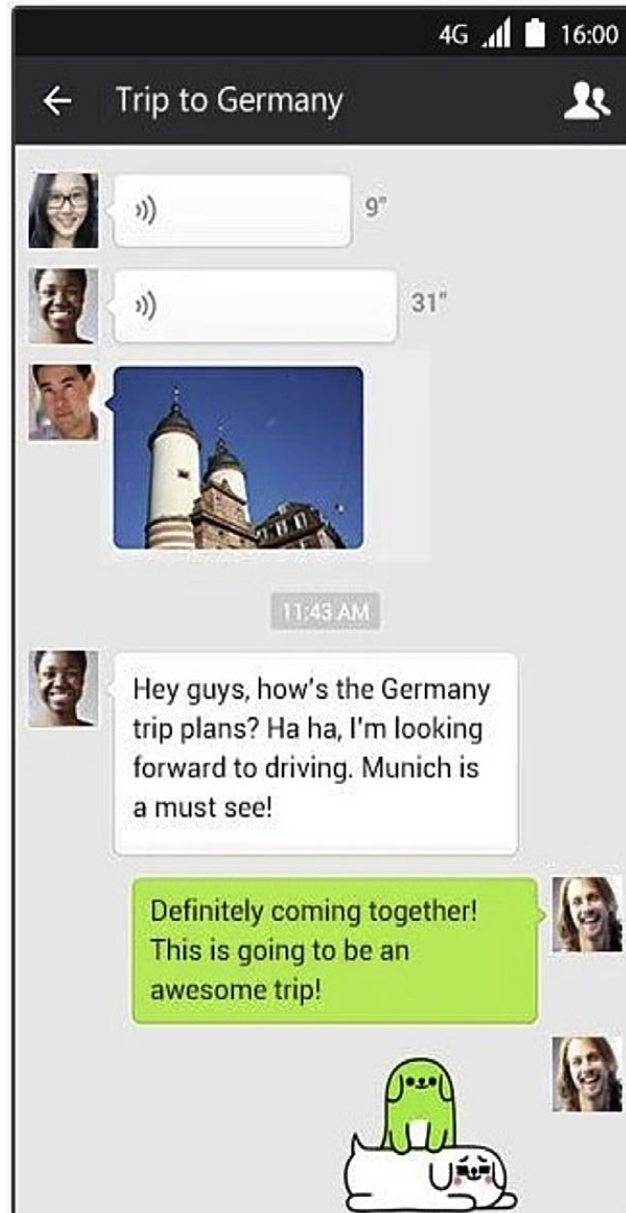 4G 16:00
Trip to Germany
9"
31"
11:43 AM
Hey guys, how's the Germany
trip plans? Ha ha, I'm looking
forward to driving. Munich is
a must see!
Definitely coming together!
This is going to be an
awesome trip!